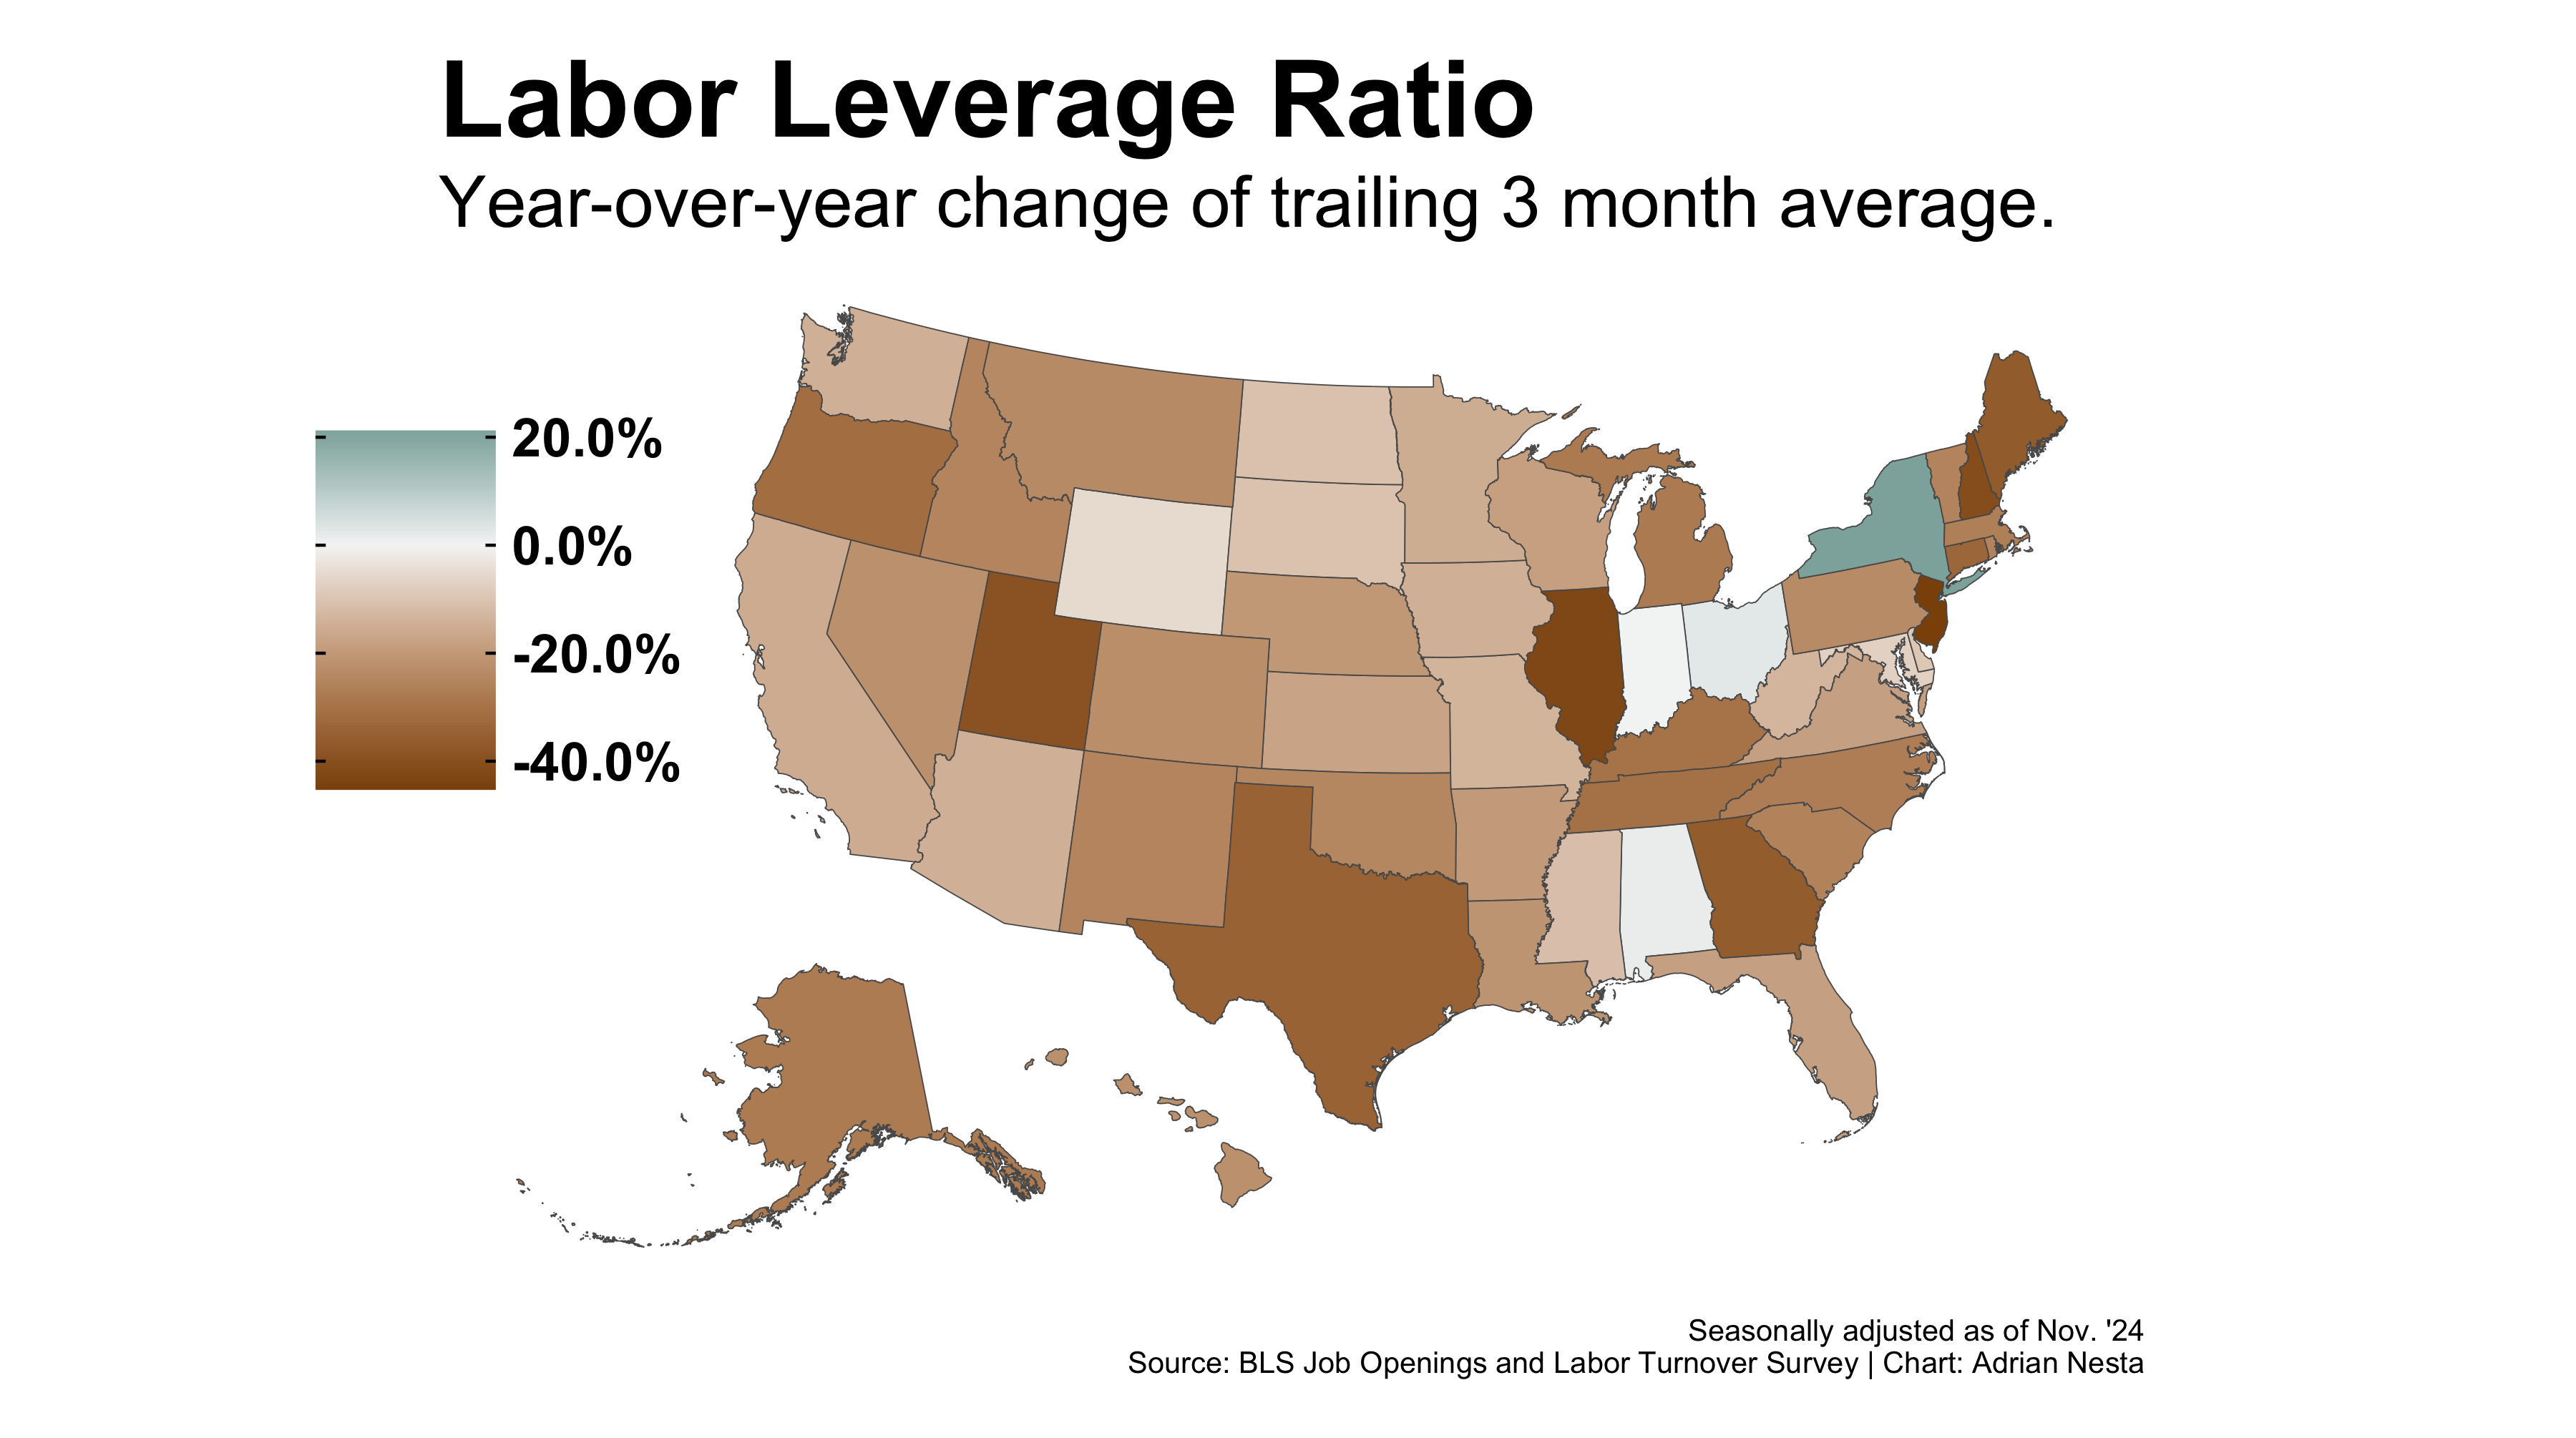 Labor Leverage Ratio
Year-over-year change of trailing 3 month average.
20.0%
0.0%
-20.0%
-40.0%
Seasonally adjusted as of Nov. '24
Source: BLS Job Openings and Labor Turnover Survey | Chart: Adrian Nesta